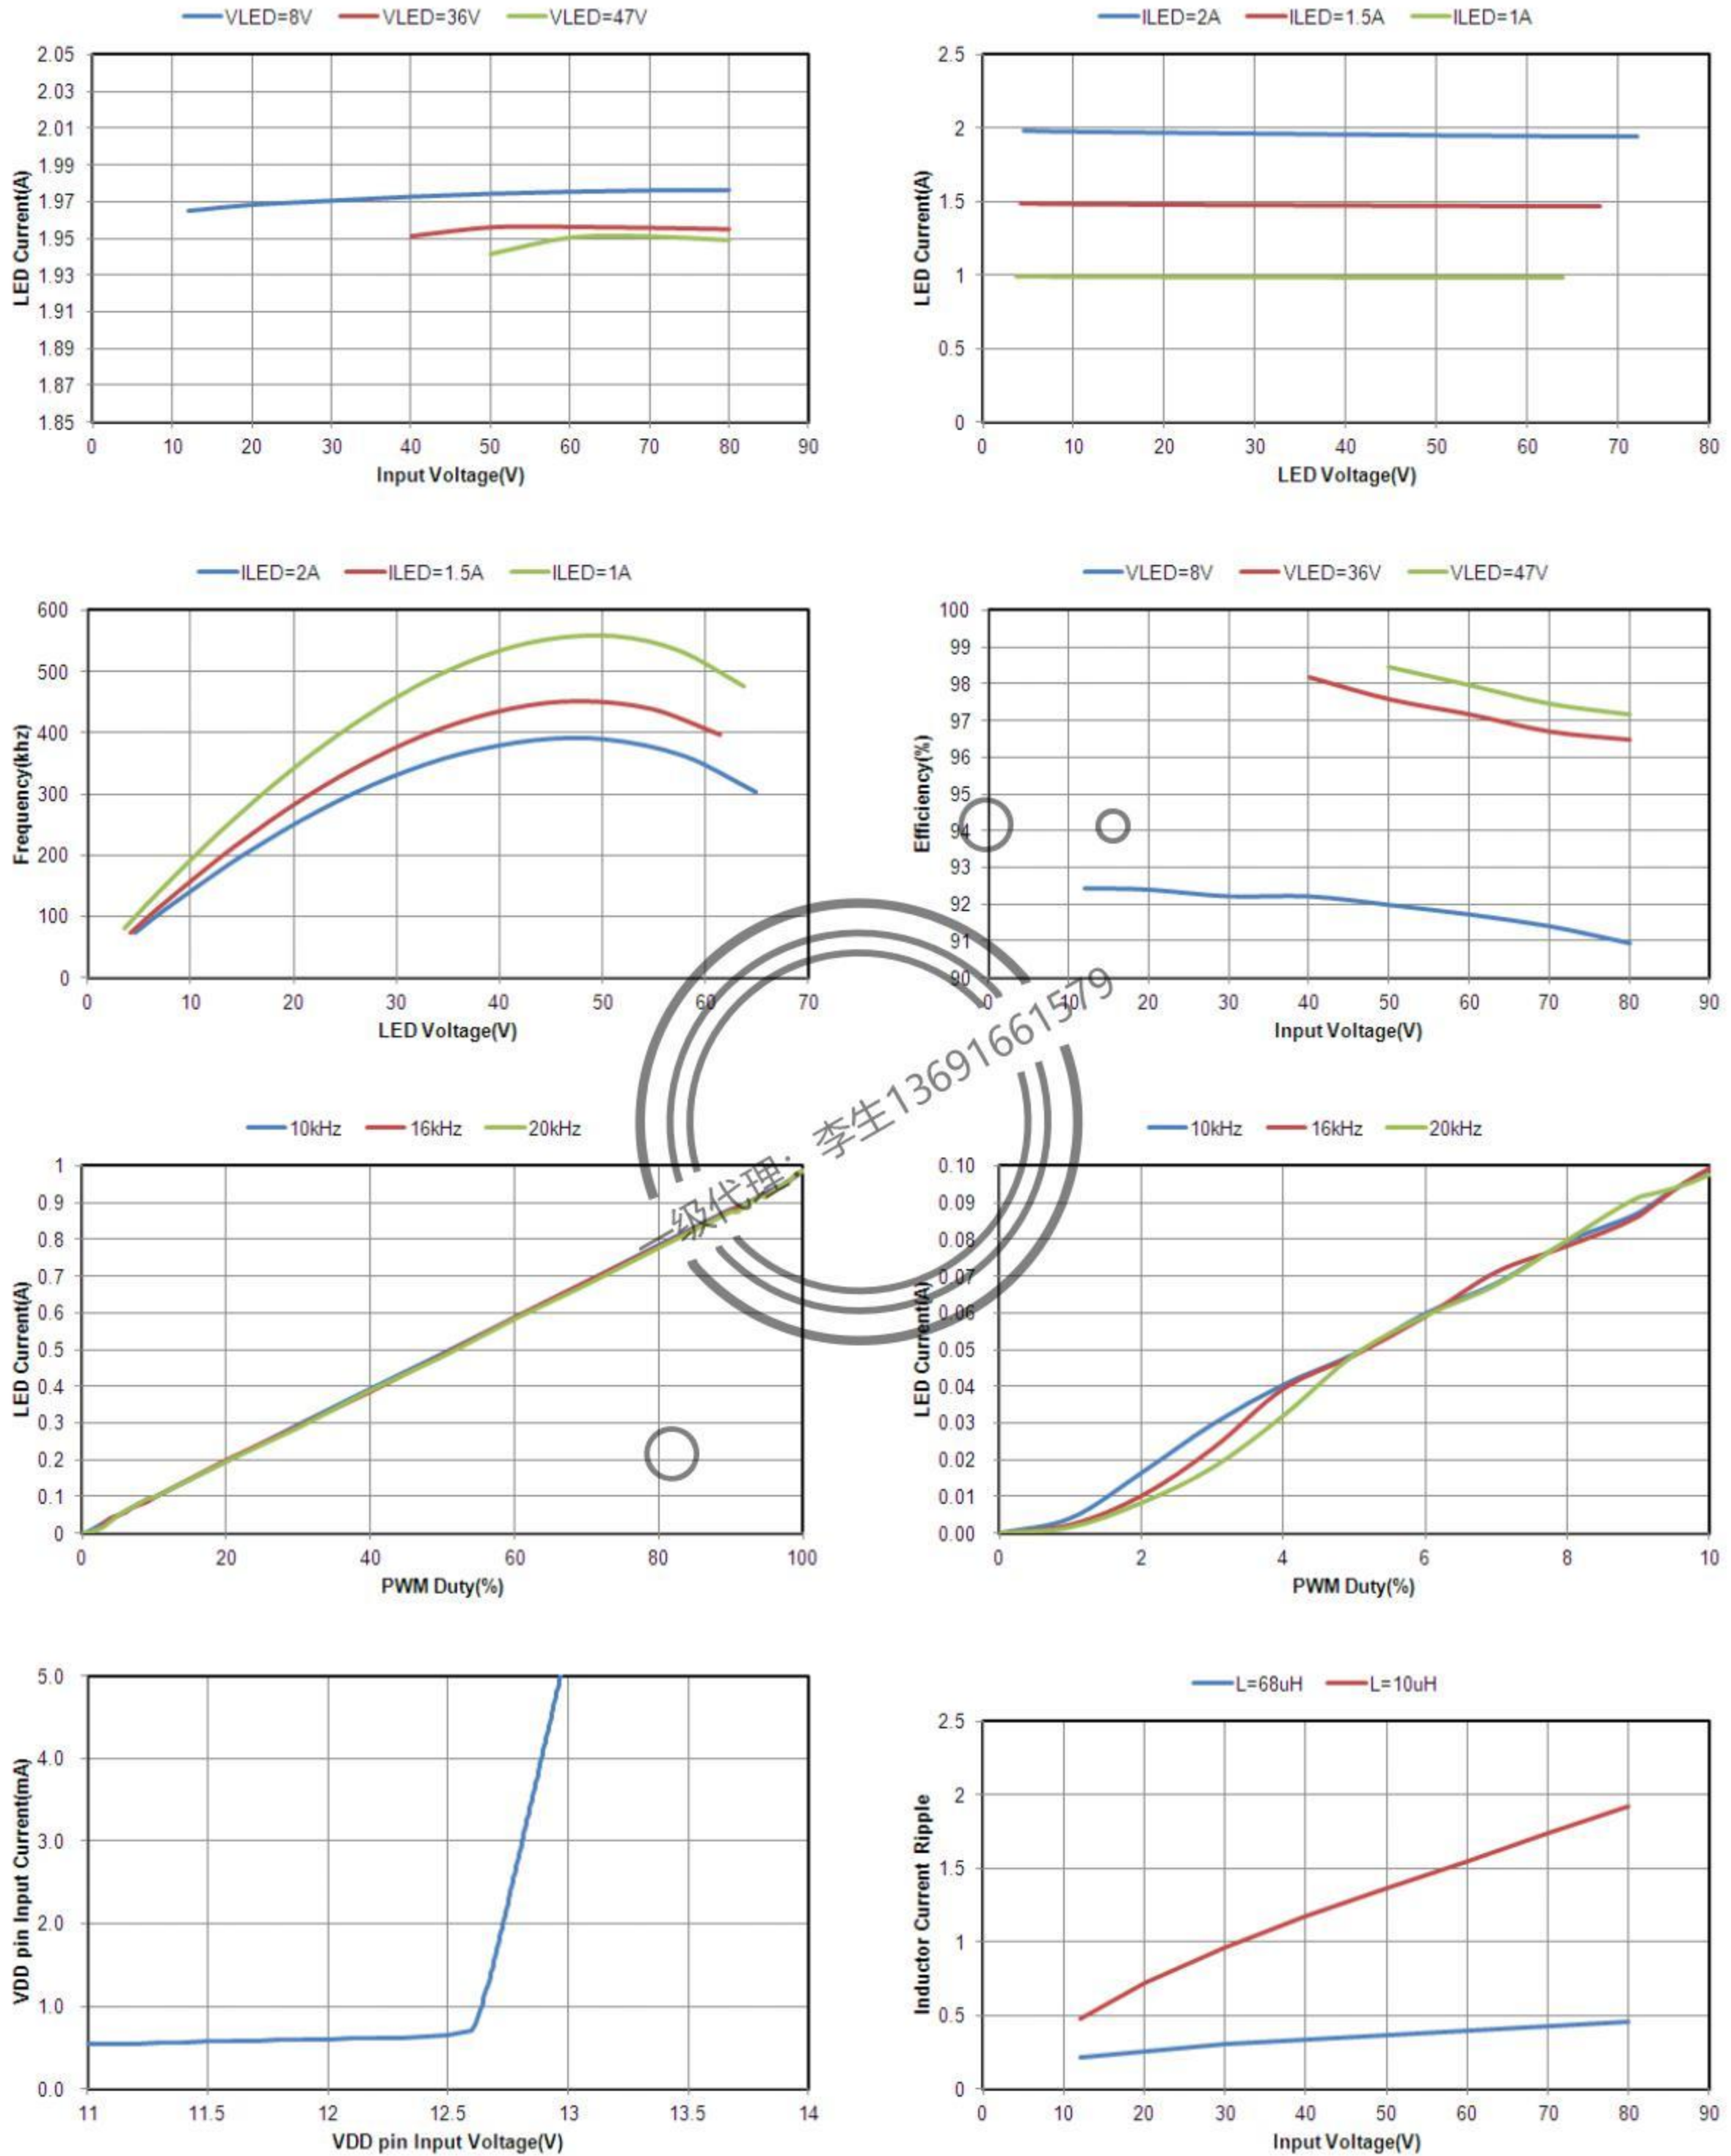 VLED=8V VLED=36V VLED=47V
2.05
2.03
2.01
1.99
1.97
1.95
1.93
1.91
1.89
1.87
1.85
LED Current(A)
0 10 20 30 40 50 60 70 80 90
Input Voltage(V)
ILED=2A ILED=1.5A ILED=1A
2.5
2
1.5
1
0.5
0
LED Current(A)
0 10 20 30 40 50 60 70 80
LED Voltage(V)
ILED=2A ILED=1.5A ILED=1A
600
500
400
300
200
100
0
Frequency(khz)
0 10 20 30 40 50 60 70
LED Voltage(V)
VLED=8V VLED=36V VLED=47V
100
99
98
97
96
95
94
93
92
91
90
Efficiency(%)
0 10 20 30 40 50 60 70 80 90
Input Voltage(V)
一级代理：李生13691661579
10kHz 16kHz 20kHz
1
0.9
0.8
0.7
0.6
0.5
0.4
0.3
0.2
0.1
0
LED Current(A)
0 20 40 60 80 100
PWM Duty(%)
10kHz 16kHz 20kHz
0.10
0.09
0.08
0.07
0.06
0.05
0.04
0.03
0.02
0.01
0.00
LED Current(A)
0 2 4 6 8 10
PWM Duty(%)
5.0
4.0
3.0
2.0
1.0
0.0
VDD pin Input Current(mA)
11 11.5 12 12.5 13 13.5 14
VDD pin Input Voltage(V)
L=68uH L=10uH
2.5
2
1.5
1
0.5
0
Inductor Current Ripple
0 10 20 30 40 50 60 70 80 90
Input Voltage(V)